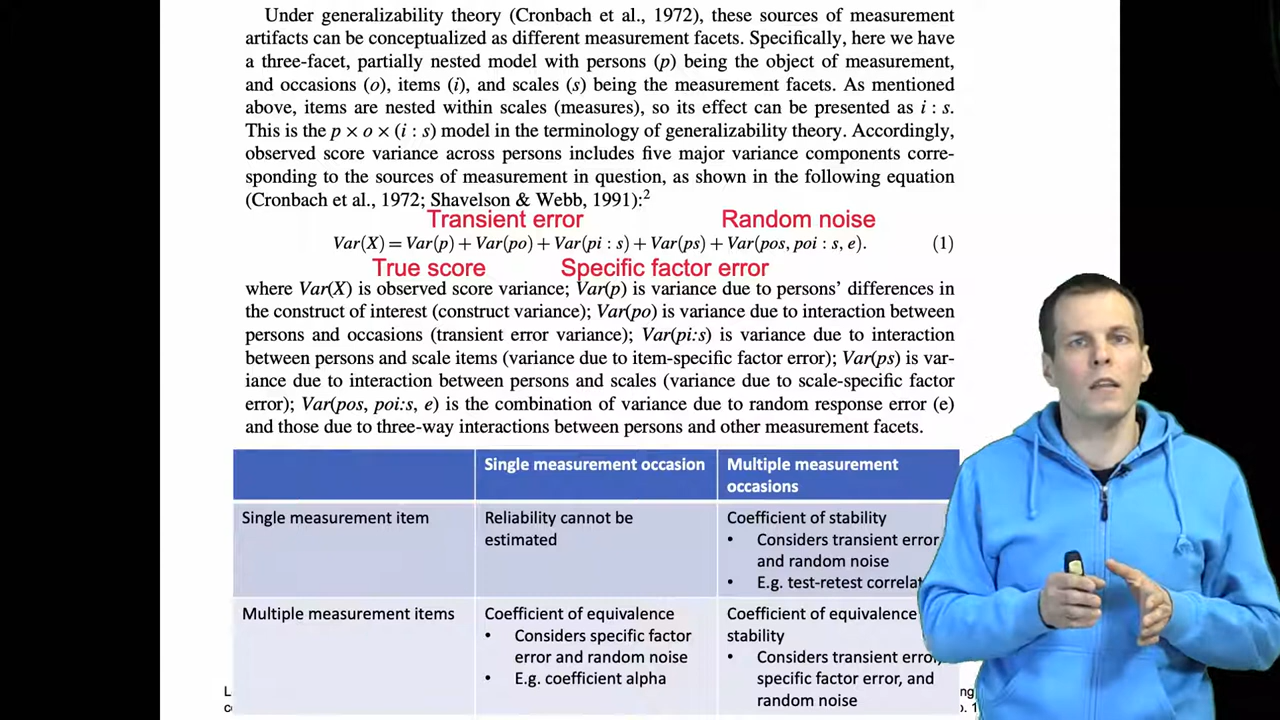 Under generalizability theory (Cronbach et al., 1972), these sources of measurement
artifacts can be conceptualized as different measurement facets. Specifically, here we have
a three-facet, partially nested model with persons (p) being the object of measurement,
and occasions (o), items (i), and scales (s) being the measurement facets. As mentioned
above, items are nested within scales (measures), so its effect can be presented as i : s.
This is the p × o × (i : s) model in the terminology of generalizability theory. Accordingly,
observed score variance across persons includes five major variance components corre-
sponding to the sources of measurement in question, as shown in the following equation
(Cronbach et al., 1972; Shavelson & Webb, 1991):²
Transient error Random noise
Var(X) = Var(p) + Var(po) + Var(pi : s) + Var(ps) + Var(pos, poi : s, e). (1)
True score Specific factor error
where Var(X) is observed score variance; Var(p) is variance due to persons' differences in
the construct of interest (construct variance); Var(po) is variance due to interaction between
persons and occasions (transient error variance); Var(pi:s) is variance due to interaction
between persons and scale items (variance due to item-specific factor error); Var(ps) is var-
iance due to interaction between persons and scales (variance due to scale-specific factor
error); Var(pos, poi:s, e) is the combination of variance due to random response error (e)
and those due to three-way interactions between persons and other measurement facets.
Single measurement occasion
Multiple measurement
occasions
Single measurement item
Reliability cannot be
estimated
Coefficient of stability
• Considers transient error
and random noise
• E.g. test-retest
Multiple measurement items
Coefficient of equivalence
• Considers specific factor
error and random noise
• E.g. coefficient alpha
Coefficient of equivalence
stability
• Considers transient
specific factor error, and
random noise